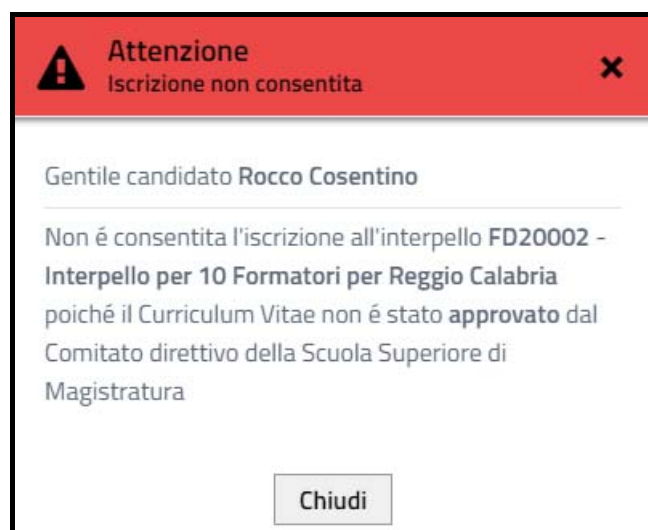 Attenzione
Iscrizione non consentita
Gentile candidato Rocco Cosentino
Non é consentita l'iscrizione all'interpello FD20002 -
Interpello per 10 Formatori per Reggio Calabria
poiché il Curriculum Vitae non é stato approvato dal
Comitato direttivo della Scuola Superiore di
Magistratura
Chiudi